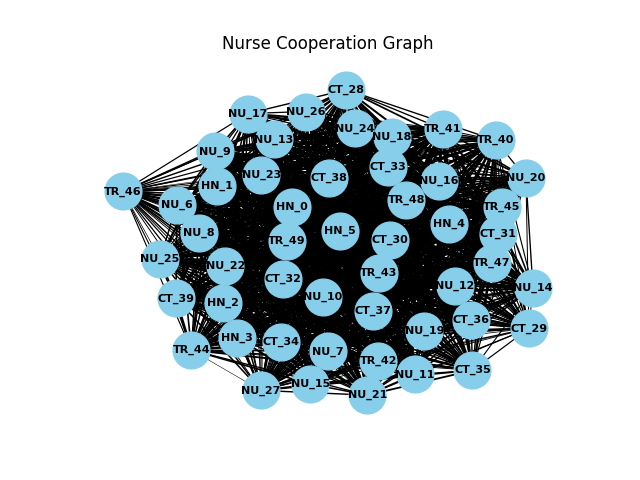 Nurse Cooperation Graph
CT_28
NU_17
NU_26
NU_24
TR_41
NU_18
NU_13
TR_40
NU_9
CT_33
NU_23
CT_38
NU_20
NU_16
HN_1
TR_46
TR_48
NU_6
HN_0
TR_45
HN_4
HN_5
NU_8
CT_31
TR_49
CT_30
NU_25
TR_47
NU_22
TR_43
CT_32
NU_12
NU_14
NU_10
CT_39
HN_2
CT_37
CT_36
CT_29
NU_19
HN_3
CT_34
TR_44
NU_7
TR_42
CT_35
NU_11
NU_15
NU_27
NU_21